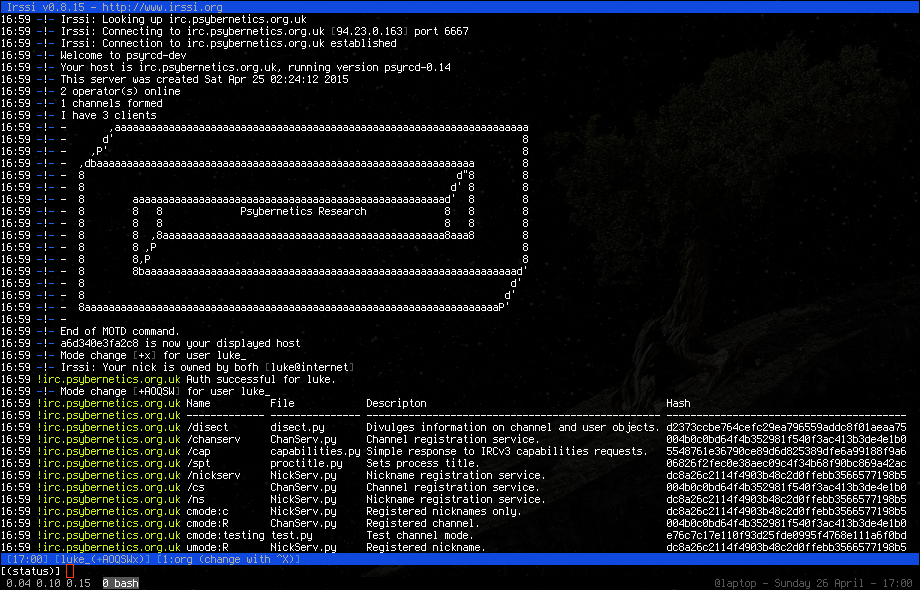 Irssi v0.8.15 - http://www.irssi.org
16:59 -!- Irssi: Looking up irc.psybernetics.org.uk
16:59 -!- Irssi: Connecting to irc.psybernetics.org.uk [94.23.0.163] port 6667
16:59 -!- Irssi: Connection to irc.psybernetics.org.uk established
16:59 -!- Welcome to psyrcd-dev
16:59 -!- Your host is irc.psybernetics.org.uk, running version psyrcd-0.14
16:59 -!- This server was created Sat Apr 25 02:24:12 2015
16:59 -!- 2 operator(s) online
16:59 -!- 1 channels formed
16:59 -!- I have 3 clients
16:59 -!- -       ,aaaaaaaaaaaaaaaaaaaaaaaaaaaaaaaaaaaaaaaaaaaaaaaaaaaaaaaaaaaaaaaaaaaaa
16:59 -!- -      d'                                                                     8
16:59 -!- -    ,P'                                                                      8
16:59 -!- -  ,dbaaaaaaaaaaaaaaaaaaaaaaaaaaaaaaaaaaaaaaaaaaaaaaaaaaaaaaaaaaaaaaa         8
16:59 -!- -  8                                                              d"8         8
16:59 -!- -  8                                                             d' 8         8
16:59 -!- -  8        aaaaaaaaaaaaaaaaaaaaaaaaaaaaaaaaaaaaaaaaaaaaaaaaaaaad'  8         8
16:59 -!- -  8        8   8             Psybernetics Research             8   8         8
16:59 -!- -  8        8   8                                               8   8         8
16:59 -!- -  8        8  ,8aaaaaaaaaaaaaaaaaaaaaaaaaaaaaaaaaaaaaaaaaaaaaaa8aaa8         8
16:59 -!- -  8        8 ,P                                                              8
16:59 -!- -  8        8,P                                                               8
16:59 -!- -  8        8baaaaaaaaaaaaaaaaaaaaaaaaaaaaaaaaaaaaaaaaaaaaaaaaaaaaaaaaaaaaaaad'
16:59 -!- -  8                                                                       d'
16:59 -!- -  8                                                                      d'
16:59 -!- -  8aaaaaaaaaaaaaaaaaaaaaaaaaaaaaaaaaaaaaaaaaaaaaaaaaaaaaaaaaaaaaaaaaaaaaP'
16:59 -!- -
16:59 -!- End of MOTD command.
16:59 -!- a6d340e3fa2c8 is now your displayed host
16:59 -!- Mode change [+x] for user luke_
16:59 -!- Irssi: Your nick is owned by bofh [luke@internet]
16:59 !irc.psybernetics.org.uk Auth successful for luke.
16:59 -!- Mode change [+AOQSW] for user luke_
16:59 !irc.psybernetics.org.uk Name          File            Descripton                                        Hash
16:59 !irc.psybernetics.org.uk ------------- --------------- ------------------------------------------------- ----------------------------------------
16:59 !irc.psybernetics.org.uk /disect       disect.py       Divulges information on channel and user objects. d2373ccbe764cefc29ea796559addc8f01aeaa75
16:59 !irc.psybernetics.org.uk /chanserv     ChanServ.py     Channel registration service.                     004b0c0bd64f4b352981f540f3ac413b3de4e1b0
16:59 !irc.psybernetics.org.uk /cap          capabilities.py Simple response to IRCv3 capabilities requests.   5548761e36790ce89d6d825389dfe6a99188f9a6
16:59 !irc.psybernetics.org.uk /spt          proctitle.py    Sets process title.                               06826f2fec0e38aec09c4f34b68f90bc869a42ac
16:59 !irc.psybernetics.org.uk /nickserv     NickServ.py     Nickname registration service.                    dc8a26c2114f4903b48c2d0ffebb3566577198b5
16:59 !irc.psybernetics.org.uk /cs           ChanServ.py     Channel registration service.                     004b0c0bd64f4b352981f540f3ac413b3de4e1b0
16:59 !irc.psybernetics.org.uk /ns           NickServ.py     Nickname registration service.                    dc8a26c2114f4903b48c2d0ffebb3566577198b5
16:59 !irc.psybernetics.org.uk cmode:c       NickServ.py     Registered nicknames only.                        dc8a26c2114f4903b48c2d0ffebb3566577198b5
16:59 !irc.psybernetics.org.uk cmode:R       ChanServ.py     Registered channel.                               004b0c0bd64f4b352981f540f3ac413b3de4e1b0
16:59 !irc.psybernetics.org.uk cmode:testing test.py         Test channel mode.                                e76c7c17e110f93d25fde0995f4768e111a6f0bd
16:59 !irc.psybernetics.org.uk umode:R       NickServ.py     Registered nickname.                              dc8a26c2114f4903b48c2d0ffebb3566577198b5
[17:00] [luke_(+AOQSWx)] [1:org (change with ^X)]
[(status)]
0.04 0.10 0.15  0 bash  @laptop - Sunday 26 April - 17:00